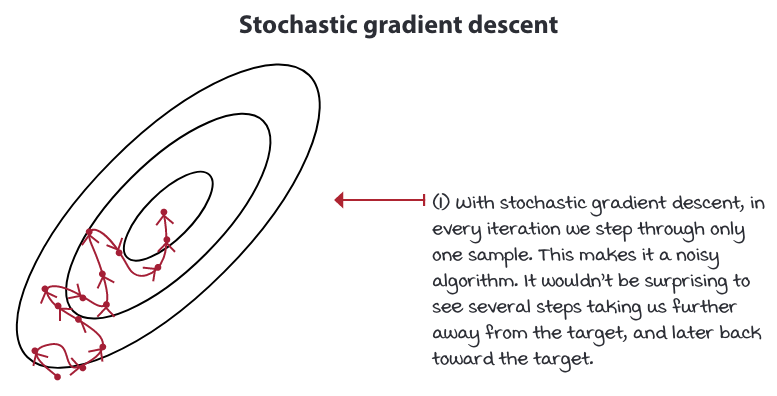 Stochastic gradient descent
(1) With stochastic gradient descent, in
every iteration we step through only
one sample. This makes it a noisy
algorithm. It wouldn't be surprising to
see several steps taking us further
away from the target, and later back
toward the target.